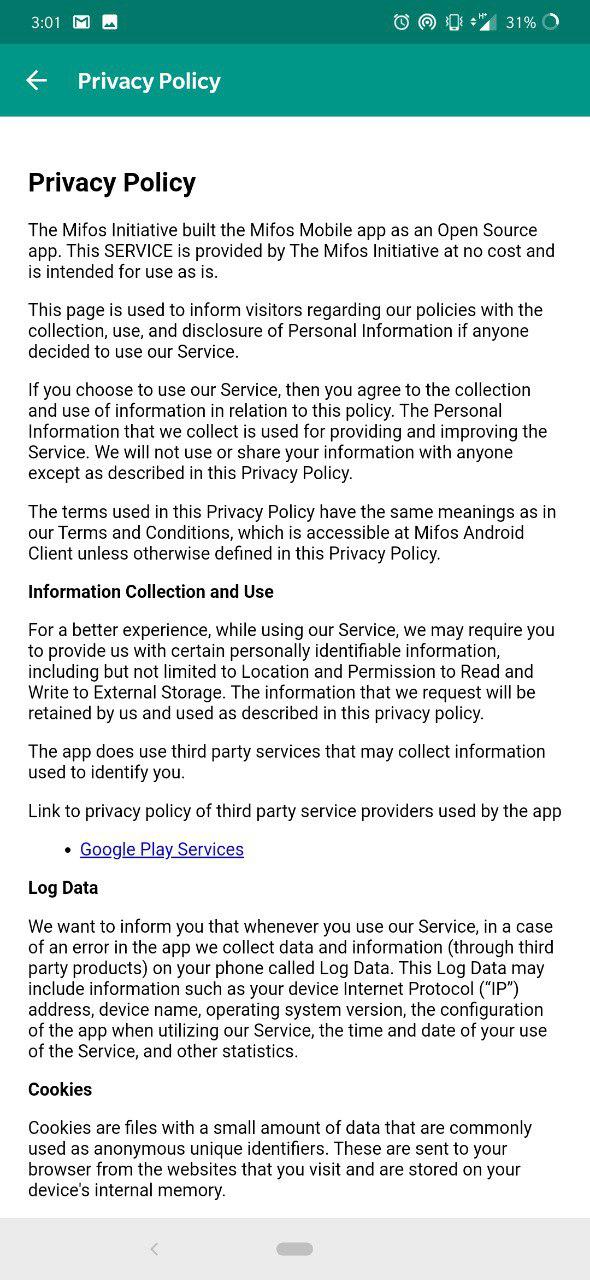 3:01
H+
31%
Privacy Policy
Privacy Policy
The Mifos Initiative built the Mifos Mobile app as an Open Source
app. This SERVICE is provided by The Mifos Initiative at no cost and
is intended for use as is.
This page is used to inform visitors regarding our policies with the
collection, use, and disclosure of Personal Information if anyone
decided to use our Service.
If you choose to use our Service, then you agree to the collection
and use of information in relation to this policy. The Personal
Information that we collect is used for providing and improving the
Service. We will not use or share your information with anyone
except as described in this Privacy Policy.
The terms used in this Privacy Policy have the same meanings as in
our Terms and Conditions, which is accessible at Mifos Android
Client unless otherwise defined in this Privacy Policy.
Information Collection and Use
For a better experience, while using our Service, we may require you
to provide us with certain personally identifiable information,
including but not limited to Location and Permission to Read and
Write to External Storage. The information that we request will be
retained by us and used as described in this privacy policy.
The app does use third party services that may collect information
used to identify you.
Link to privacy policy of third party service providers used by the app
• Google Play Services
Log Data
We want to inform you that whenever you use our Service, in a case
of an error in the app we collect data and information (through third
party products) on your phone called Log Data. This Log Data may
include information such as your device Internet Protocol (“IP”)
address, device name, operating system version, the configuration
of the app when utilizing our Service, the time and date of your use
of the Service, and other statistics.
Cookies
Cookies are files with a small amount of data that are commonly
used as anonymous unique identifiers. These are sent to your
browser from the websites that you visit and are stored on your
device's internal memory.